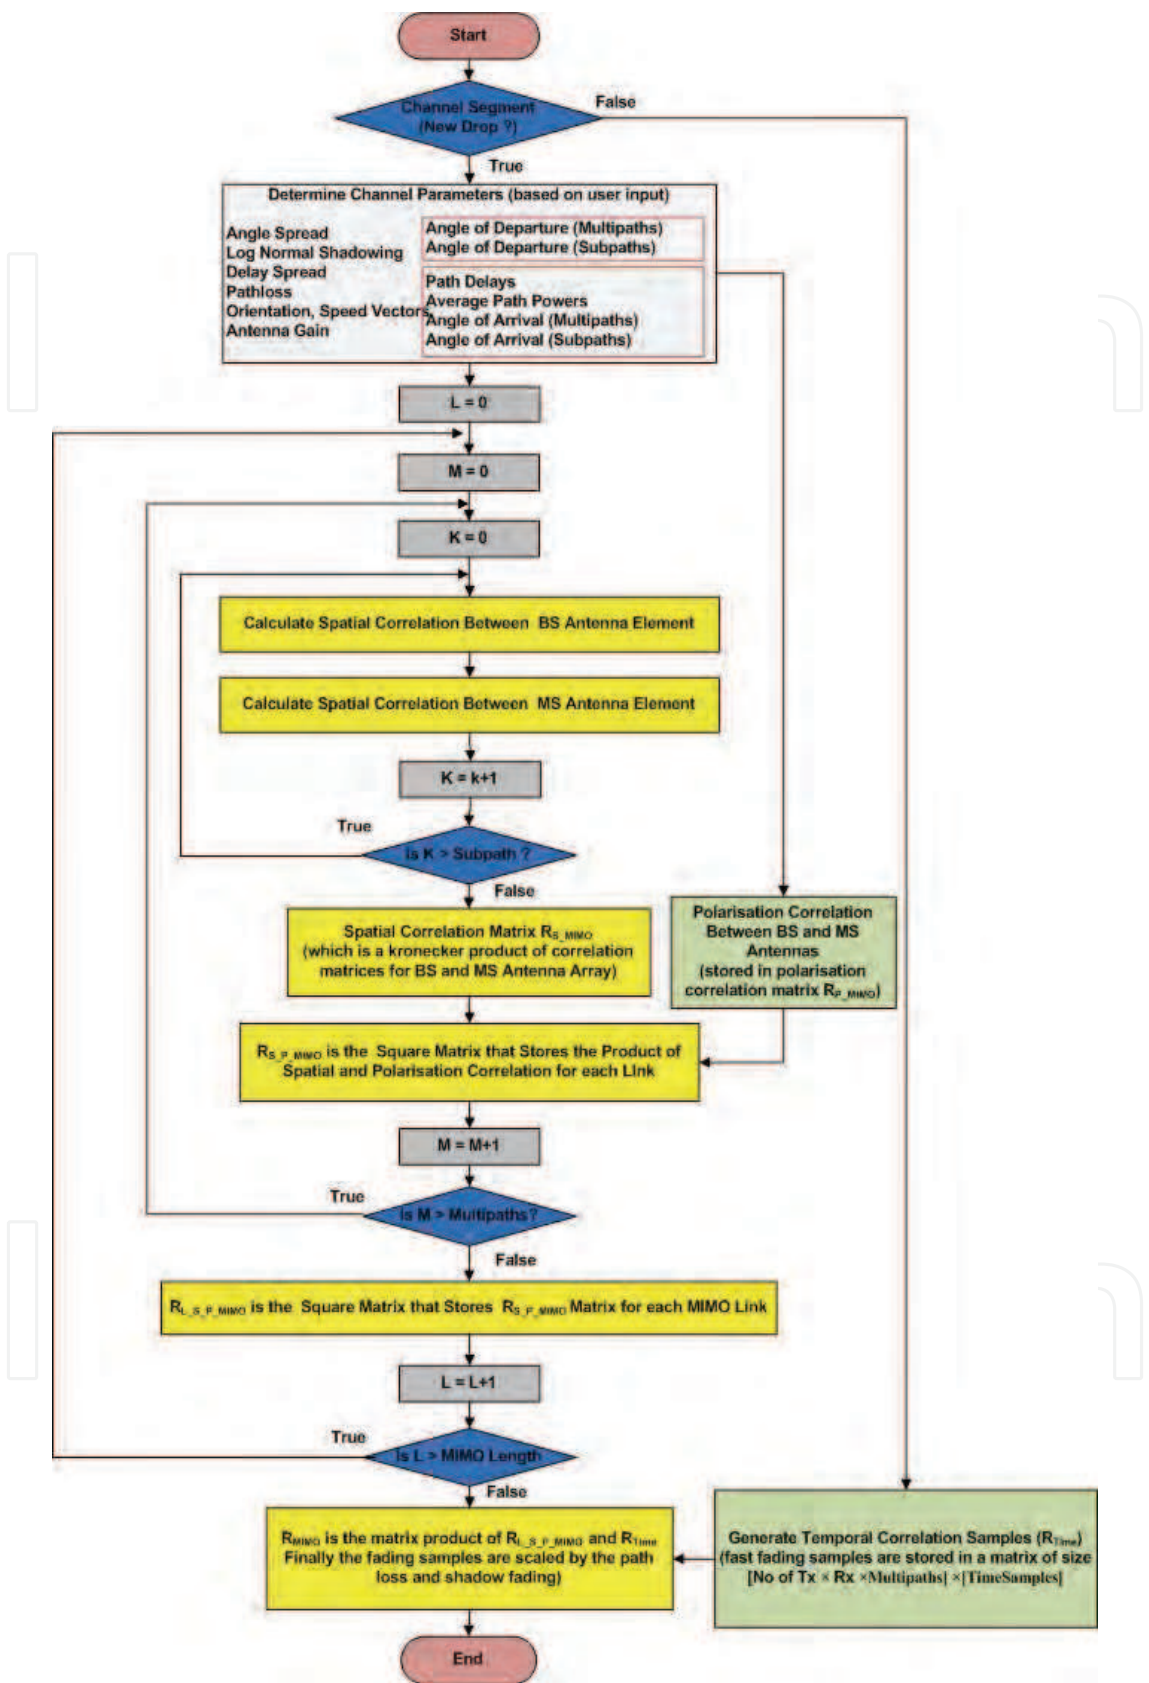 Start
Channel Segment
(New Drop ?)
False
True
Determine Channel Parameters (based on user input)
Angle Spread
Log Normal Shadowing
Delay Spread
Pathloss
Orientation, Speed Vectors,
Antenna Gain
Angle of Departure (Multipaths)
Angle of Departure (Subpaths)
Path Delays
Average Path Powers
Angle of Arrival (Multipaths)
Angle of Arrival (Subpaths)
L = 0
M = 0
K = 0
Calculate Spatial Correlation Between BS Antenna Element
Calculate Spatial Correlation Between MS Antenna Element
K = k+1
True
is K > Subpath ?
False
Spatial Correlation Matrix R_S_MIMO
(which is a kronecker product of correlation
matrices for BS and MS Antenna Array)
Polarisation Correlation
Between BS and MS
Antennas
(stored in polarisation
correlation matrix R_P_MIMO)
R_S_P_MIMO is the Square Matrix that Stores the Product of
Spatial and Polarisation Correlation for each LInk
M = M+1
True
is M > Multipaths?
False
R_L_S_P_MIMO is the Square Matrix that Stores R_S_P_MIMO Matrix for each MIMO Link
L = L+1
True
is L > MIMO Length
False
R_MIMO is the matrix product of R_L_S_P_MIMO and R_Time
Finally the fading samples are scaled by the path
loss and shadow fading)
Generate Temporal Correlation Samples (R_Time)
(fast fading samples are stored in a matrix of size
[No of Tx × Rx ×Multipaths] ×[TimeSamples]
End